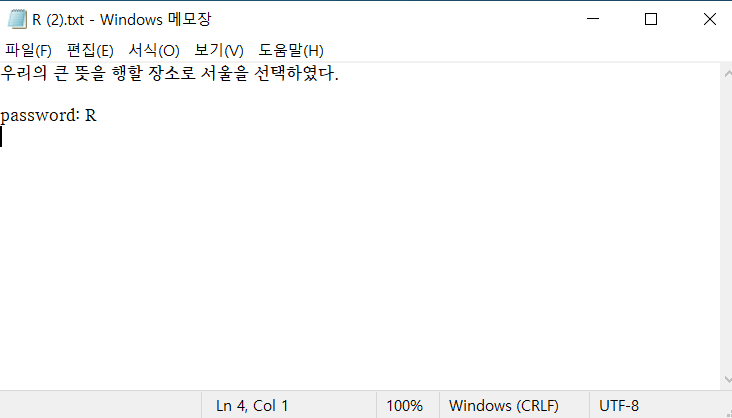 R (2).txt - Windows 메모장
파일(F) 편집(E) 서식(O) 보기(V) 도움말(H)
우리의 큰 뜻을 행할 장소로 서울을 선택하였다.
password: R
Ln 4, Col 1 100% Windows (CRLF) UTF-8